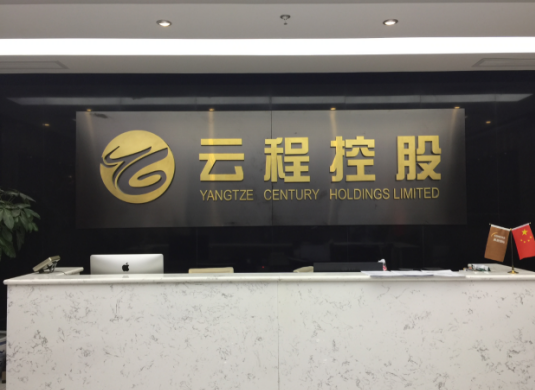 云程控股
YANGTZE CENTURY HOLDINGS LIMITED